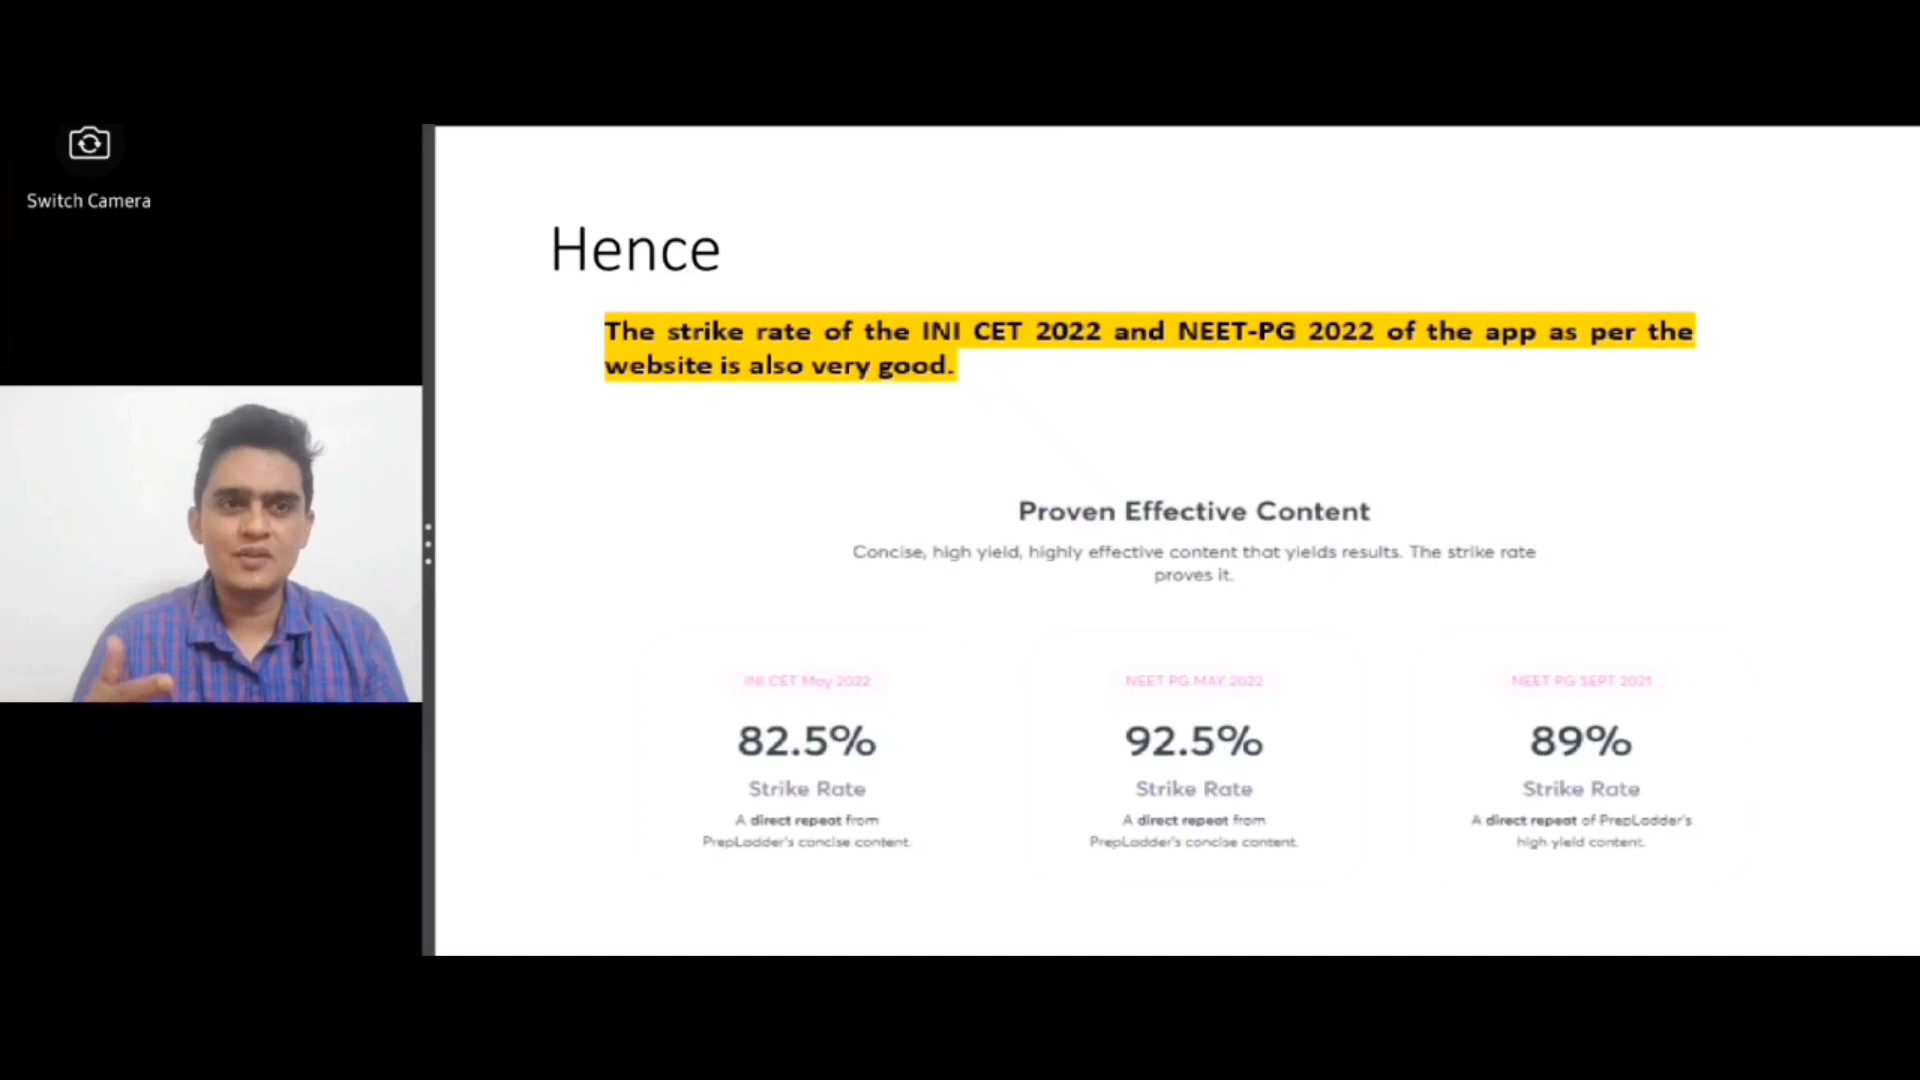 Switch Camera
Hence
The strike rate of the INI CET 2022 and NEET-PG 2022 of the app as per the
website is also very good.
Proven Effective Content
Concise, high yield, highly effective content that yields results. The strike rate
proves it.
INI CET May 2022
NEET PG MAY 2022
NEET PG SEPT 2021
82.5%
92.5%
89%
Strike Rate
Strike Rate
Strike Rate
A direct repeat from
PrepLadder's concise content.
A direct repeat from
PrepLadder's concise content.
A direct repeat of PrepLadder's
high yield content.